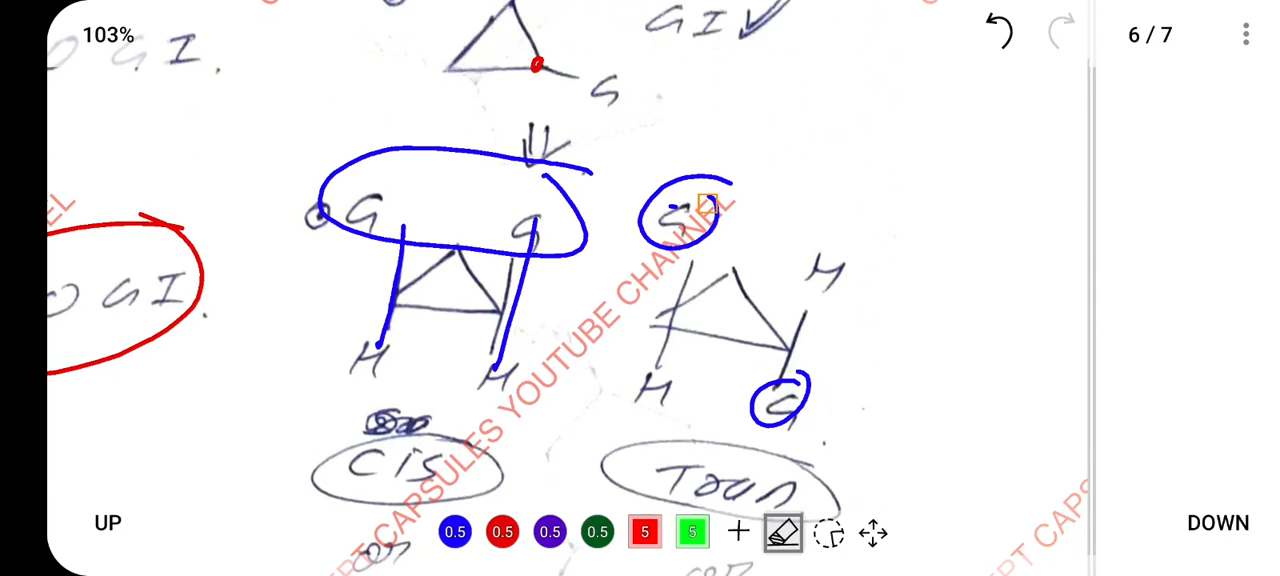 103%
6 / 7
GI
O GI.
G
G G G
O GI.
H
H H H
G
Cis Tran
CAPSULES YOUTUBE CHANNEL
UP
0.5 0.5 0.5 0.5 5 5
DOWN
or